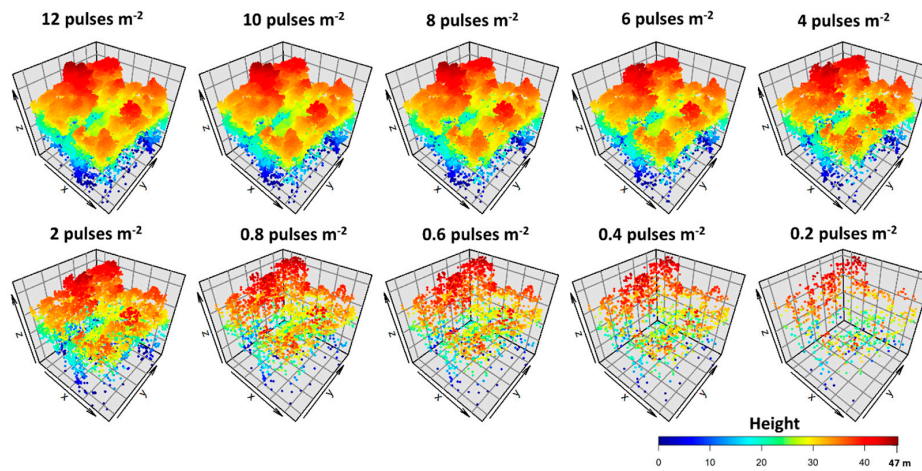 12 pulses m-2 10 pulses m-2 8 pulses m-2 6 pulses m-2 4 pulses m-2
z x y z x y z x y z x y z x y
2 pulses m-2 0.8 pulses m-2 0.6 pulses m-2 0.4 pulses m-2 0.2 pulses m-2
z x y z x y z x y z x y z x y
Height
0 10 20 30 40 47 m